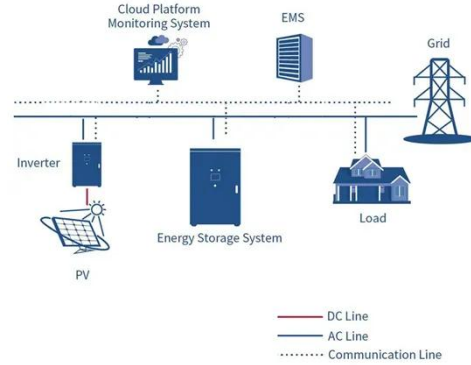 Cloud Platform
Monitoring System
EMS
Grid
Inverter
Energy Storage System
Load
PV
DC Line
AC Line
Communication Line